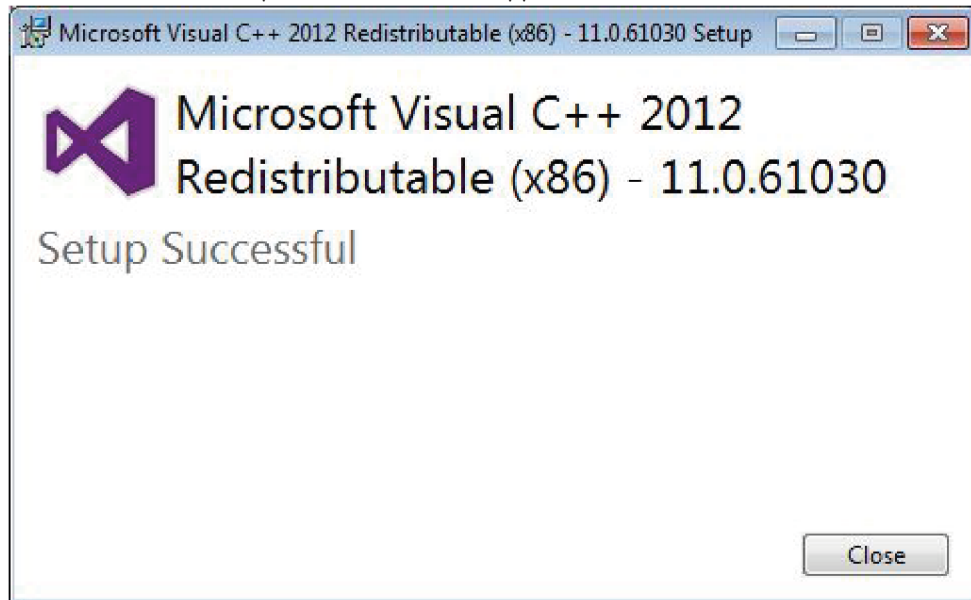 Microsoft Visual C++ 2012 Redistributable (x86) - 11.0.61030 Setup
Microsoft Visual C++ 2012
Redistributable (x86) - 11.0.61030
Setup Successful
Close